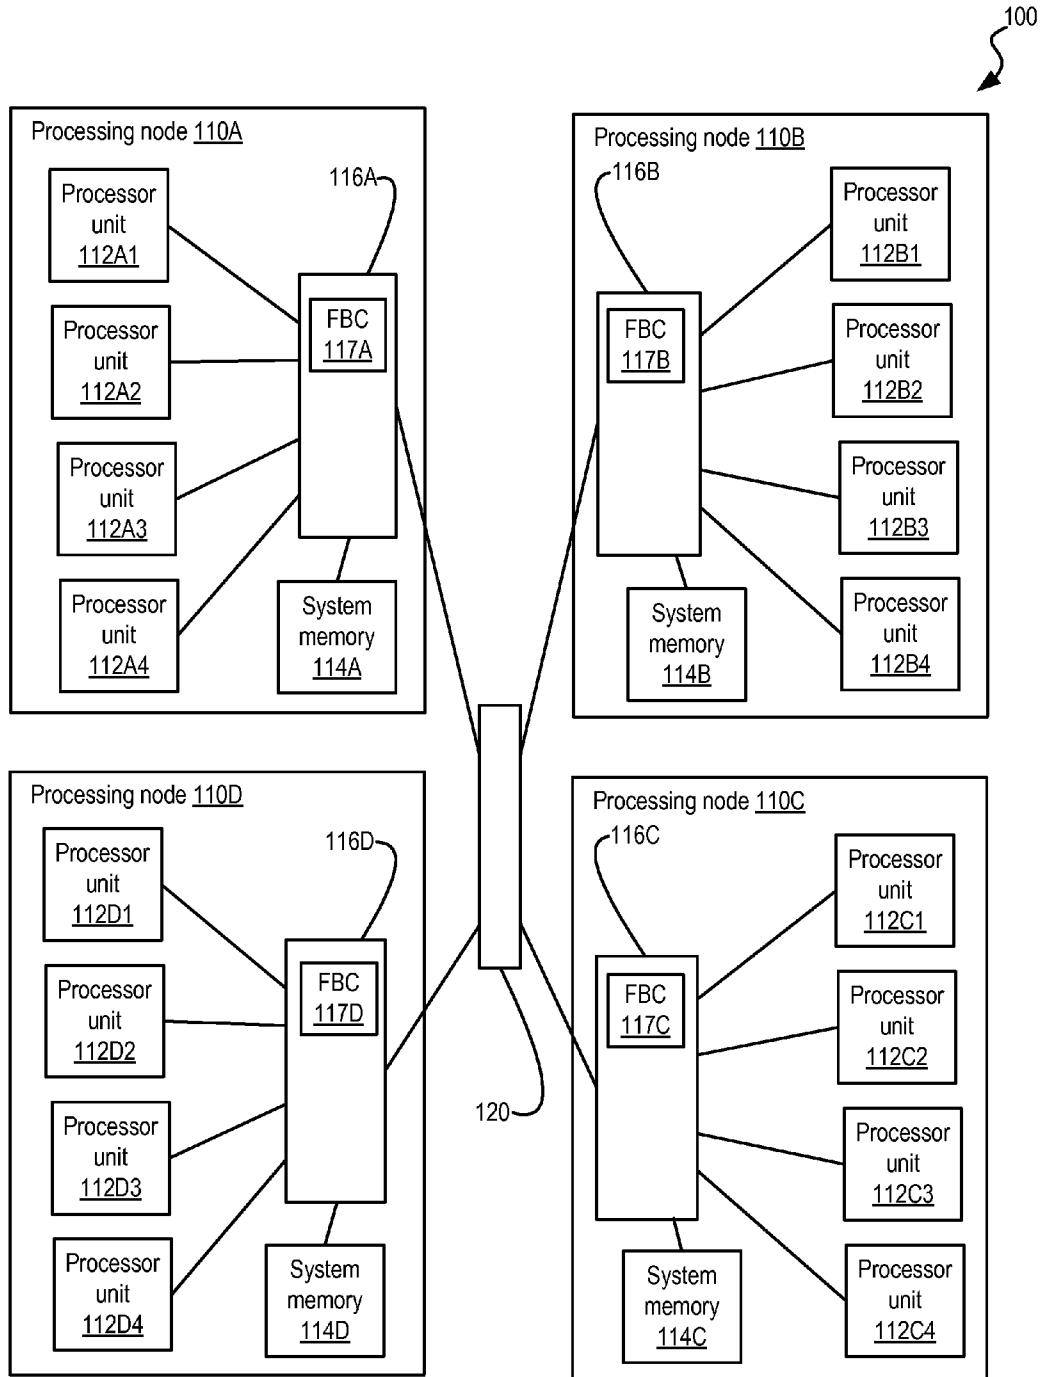 100
Processing node 110A
116A
Processor
unit
112A1
Processor
unit
112A2
Processor
unit
112A3
Processor
unit
112A4
FBC
117A
System
memory
114A
Processing node 110B
116B
Processor
unit
112B1
Processor
unit
112B2
Processor
unit
112B3
Processor
unit
112B4
FBC
117B
System
memory
114B
Processing node 110D
116D
Processor
unit
112D1
Processor
unit
112D2
Processor
unit
112D3
Processor
unit
112D4
FBC
117D
System
memory
114D
120
Processing node 110C
116C
Processor
unit
112C1
Processor
unit
112C2
Processor
unit
112C3
Processor
unit
112C4
FBC
117C
System
memory
114C